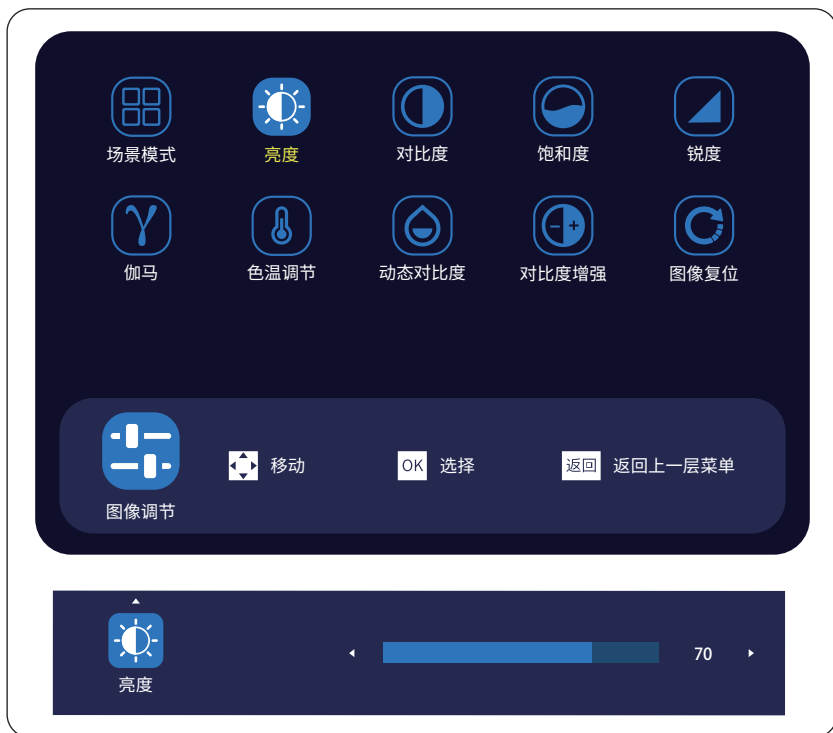 场景模式 亮度 对比度 饱和度 锐度
伽马 色温调节 动态对比度 对比度增强 图像复位
移动 OK 选择 返回 返回上一层菜单
图像调节
70
亮度